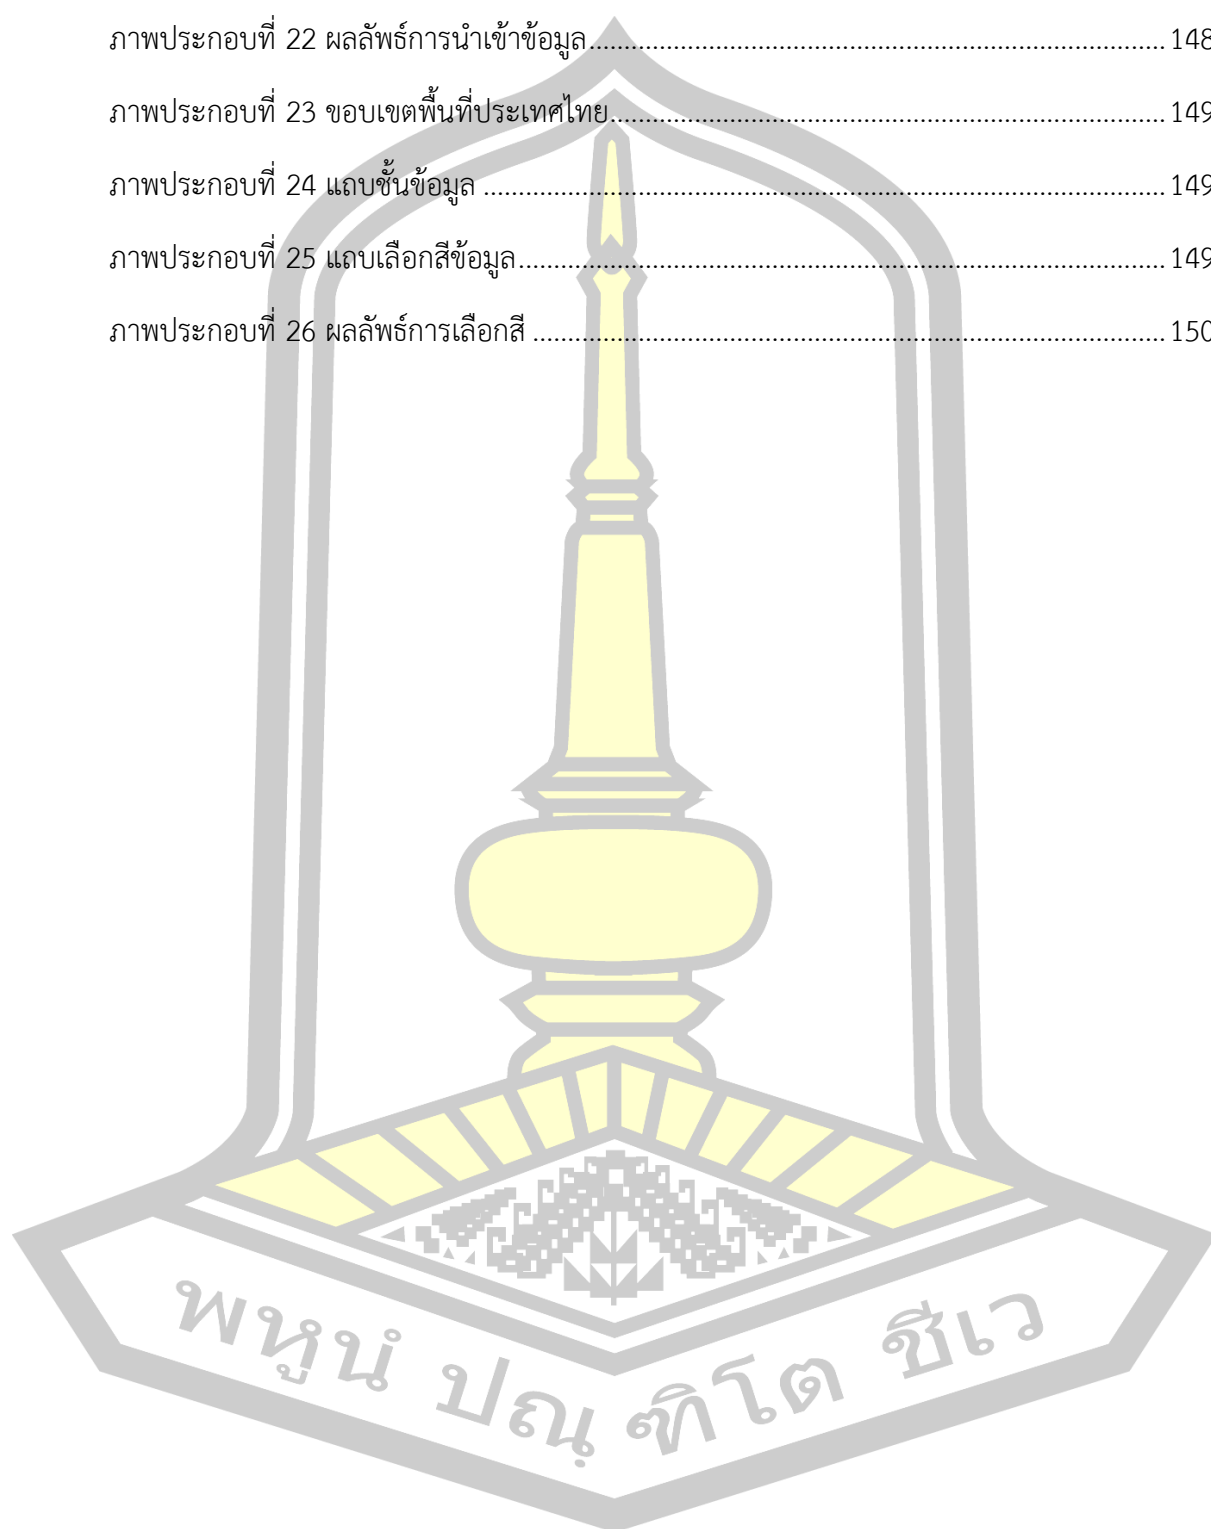 ภาพประกอบที่ 22 ผลลัพธ์การนำเข้าข้อมูล.................................................................................. 148
ภาพประกอบที่ 23 ขอบเขตพื้นที่ประเทศไทย............................................................................... 149
ภาพประกอบที่ 24 แถบชั้นข้อมูล ................................................................................................. 149
ภาพประกอบที่ 25 แถบเลือกสีข้อมูล............................................................................................ 149
ภาพประกอบที่ 26 ผลลัพธ์การเลือกสี .......................................................................................... 150
พหูนํ ปณฺฑิโต ชีเว